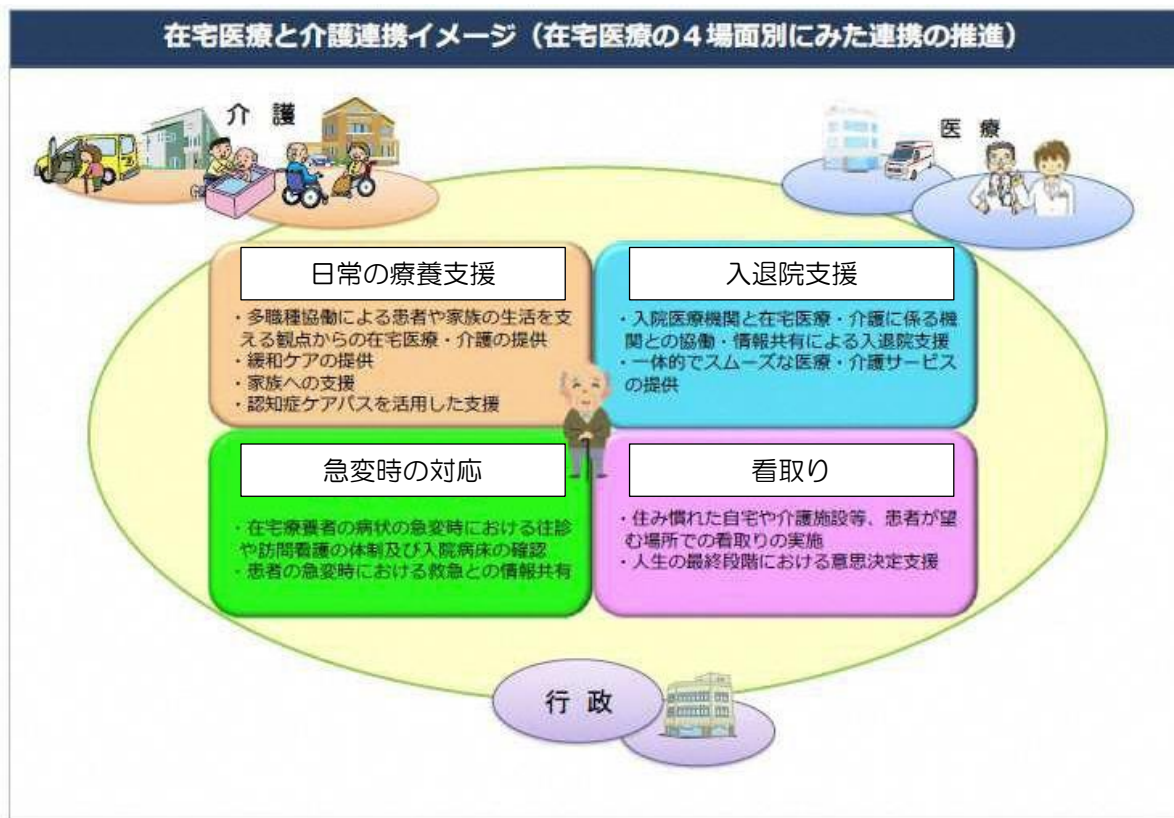 在宅医療と介護連携イメージ（在宅医療の４場面別にみた連携の推進）
介 護
医 療
日常の療養支援
・多職種協働による患者や家族の生活を支
える観点からの在宅医療・介護の提供
・緩和ケアの提供
・家族への支援
・認知症ケアパスを活用した支援
入退院支援
・入院医療機関と在宅医療・介護に係る機
関との協働・情報共有による入退院支援
・一体的でスムーズな医療・介護サービス
の提供
急変時の対応
・在宅療養者の病状の急変時における往診
や訪問看護の体制及び入院病床の確認
・患者の急変時における救急との情報共有
看取り
・住み慣れた自宅や介護施設等、患者が望
む場所での看取りの実施
・人生の最終段階における意思決定支援
行 政